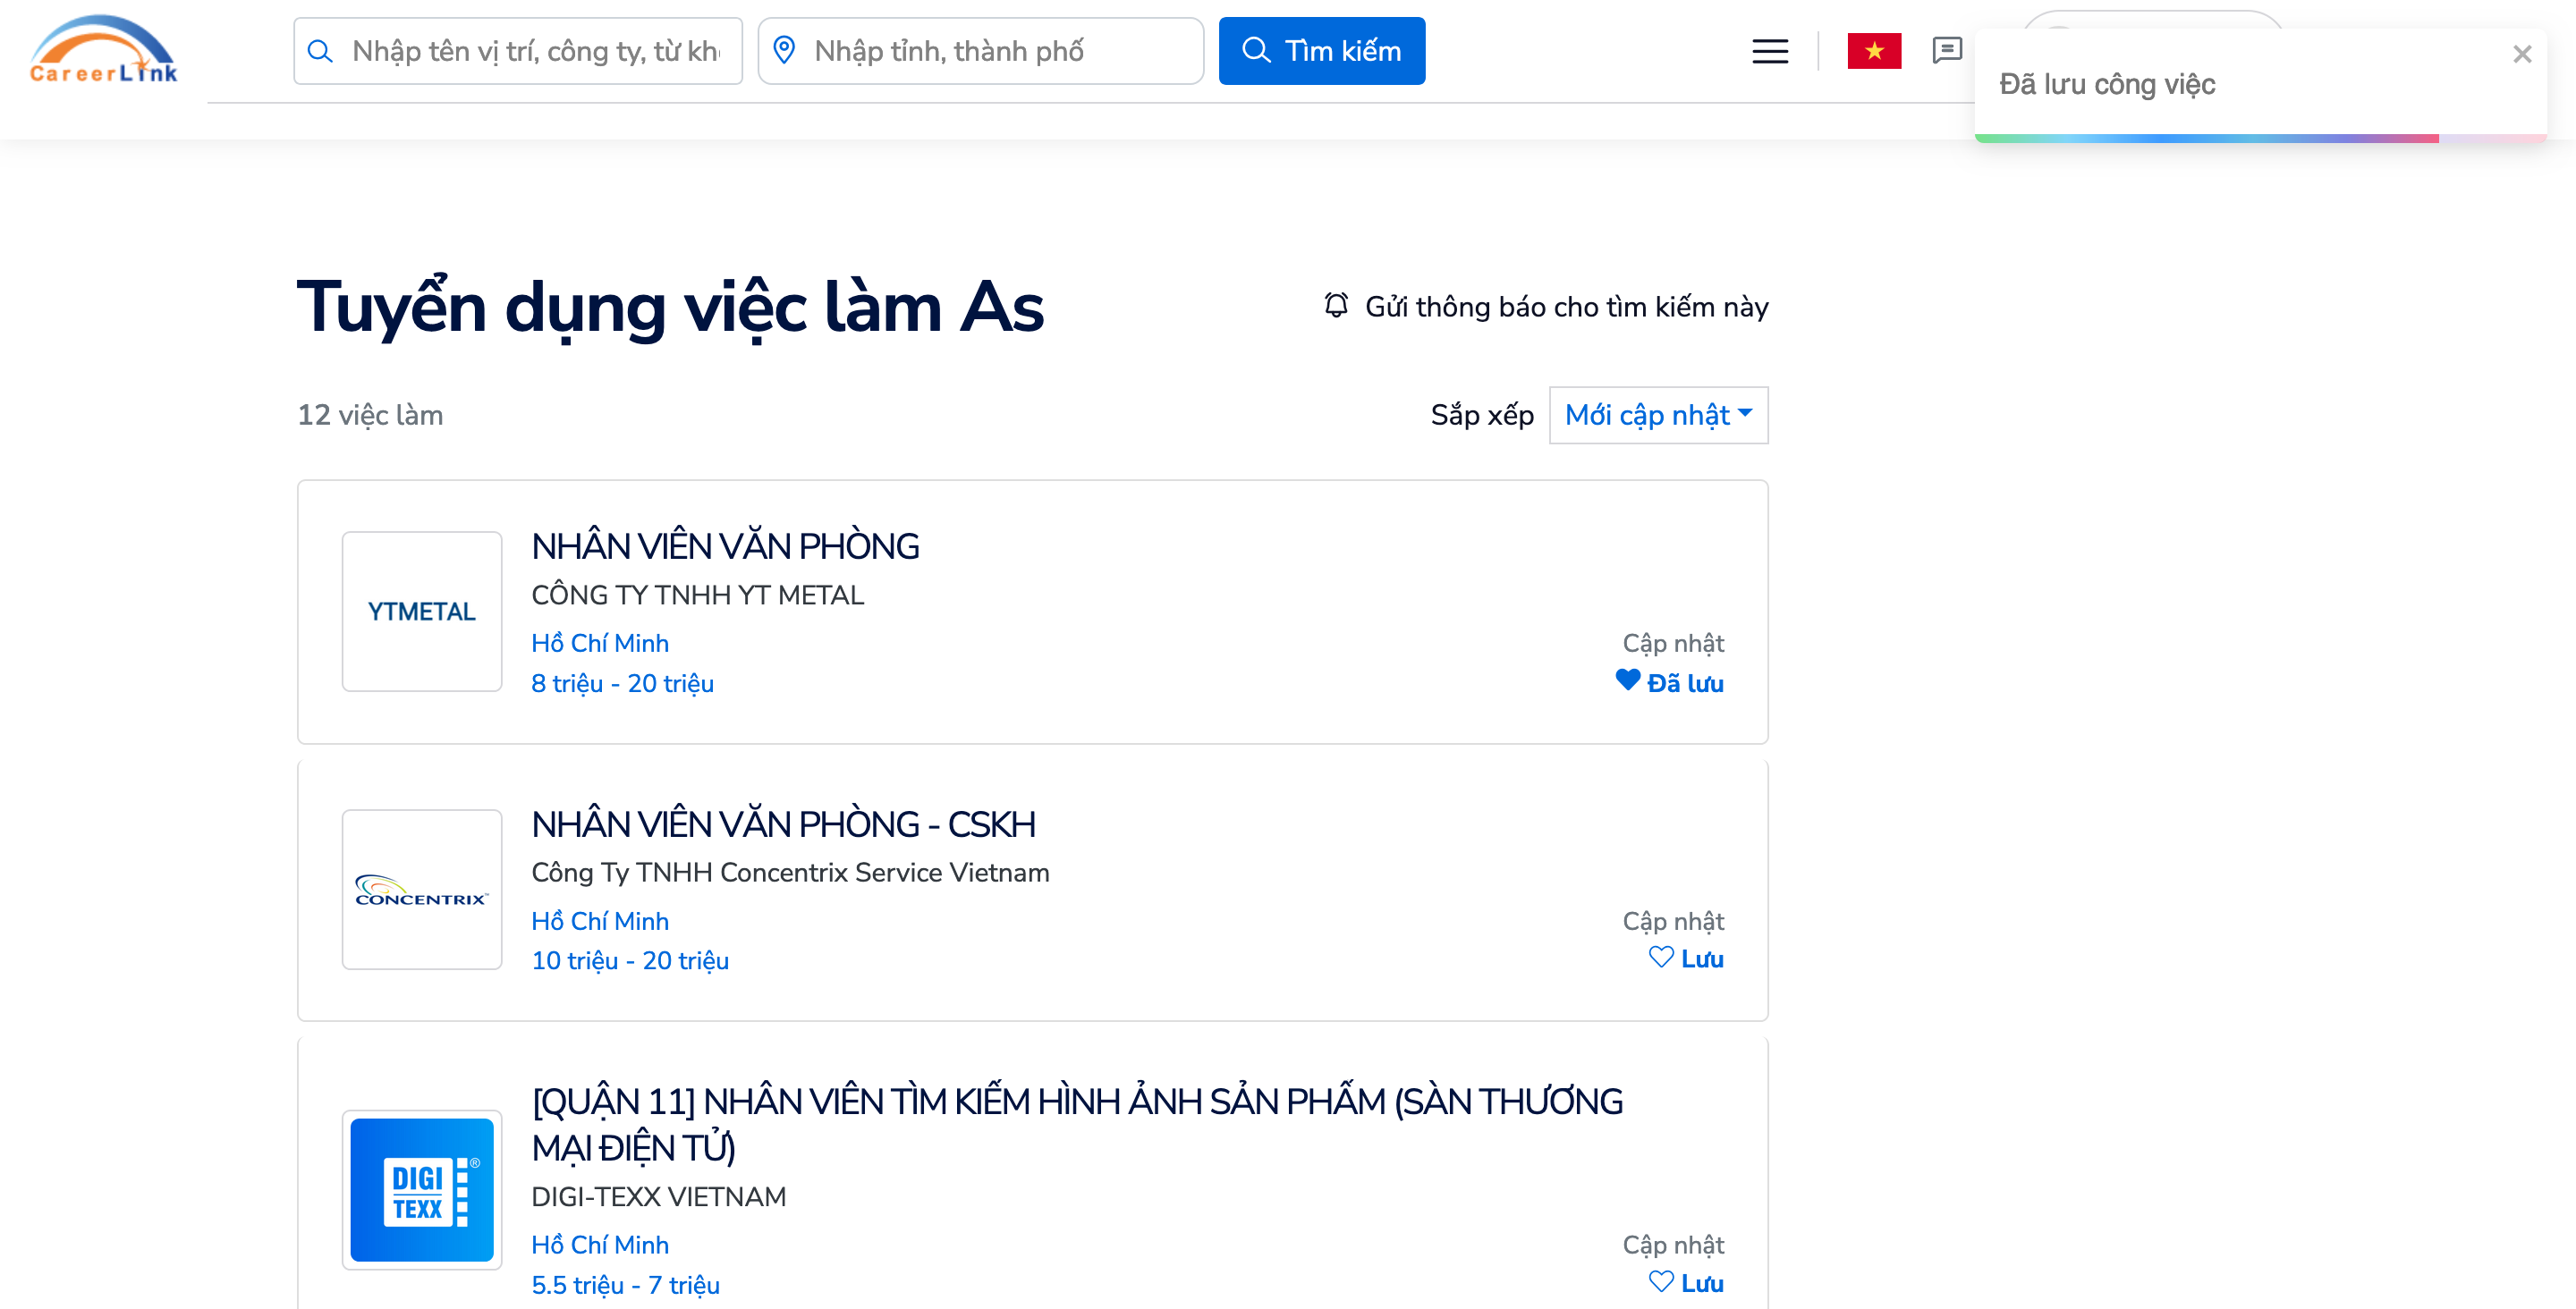 CareerLink
Nhập tên vị trí, công ty, từ kh
Nhập tỉnh, thành phố
Tìm kiếm
Đã lưu công việc
Tuyển dụng việc làm As
Gửi thông báo cho tìm kiếm này
12 việc làm
Sắp xếp
Mới cập nhật
YTMETAL
NHÂN VIÊN VĂN PHÒNG
CÔNG TY TNHH YT METAL
Hồ Chí Minh
Cập nhật
8 triệu - 20 triệu
Đã lưu
CONCENTRIX™
NHÂN VIÊN VĂN PHÒNG - CSKH
Công Ty TNHH Concentrix Service Vietnam
Hồ Chí Minh
Cập nhật
10 triệu - 20 triệu
Lưu
DIGI
TEXX
®
[QUẬN 11] NHÂN VIÊN TÌM KIẾM HÌNH ẢNH SẢN PHẨM (SÀN THƯƠNG
MẠI ĐIỆN TỬ)
DIGI-TEXX VIETNAM
Hồ Chí Minh
Cập nhật
5.5 triệu - 7 triệu
Lưu